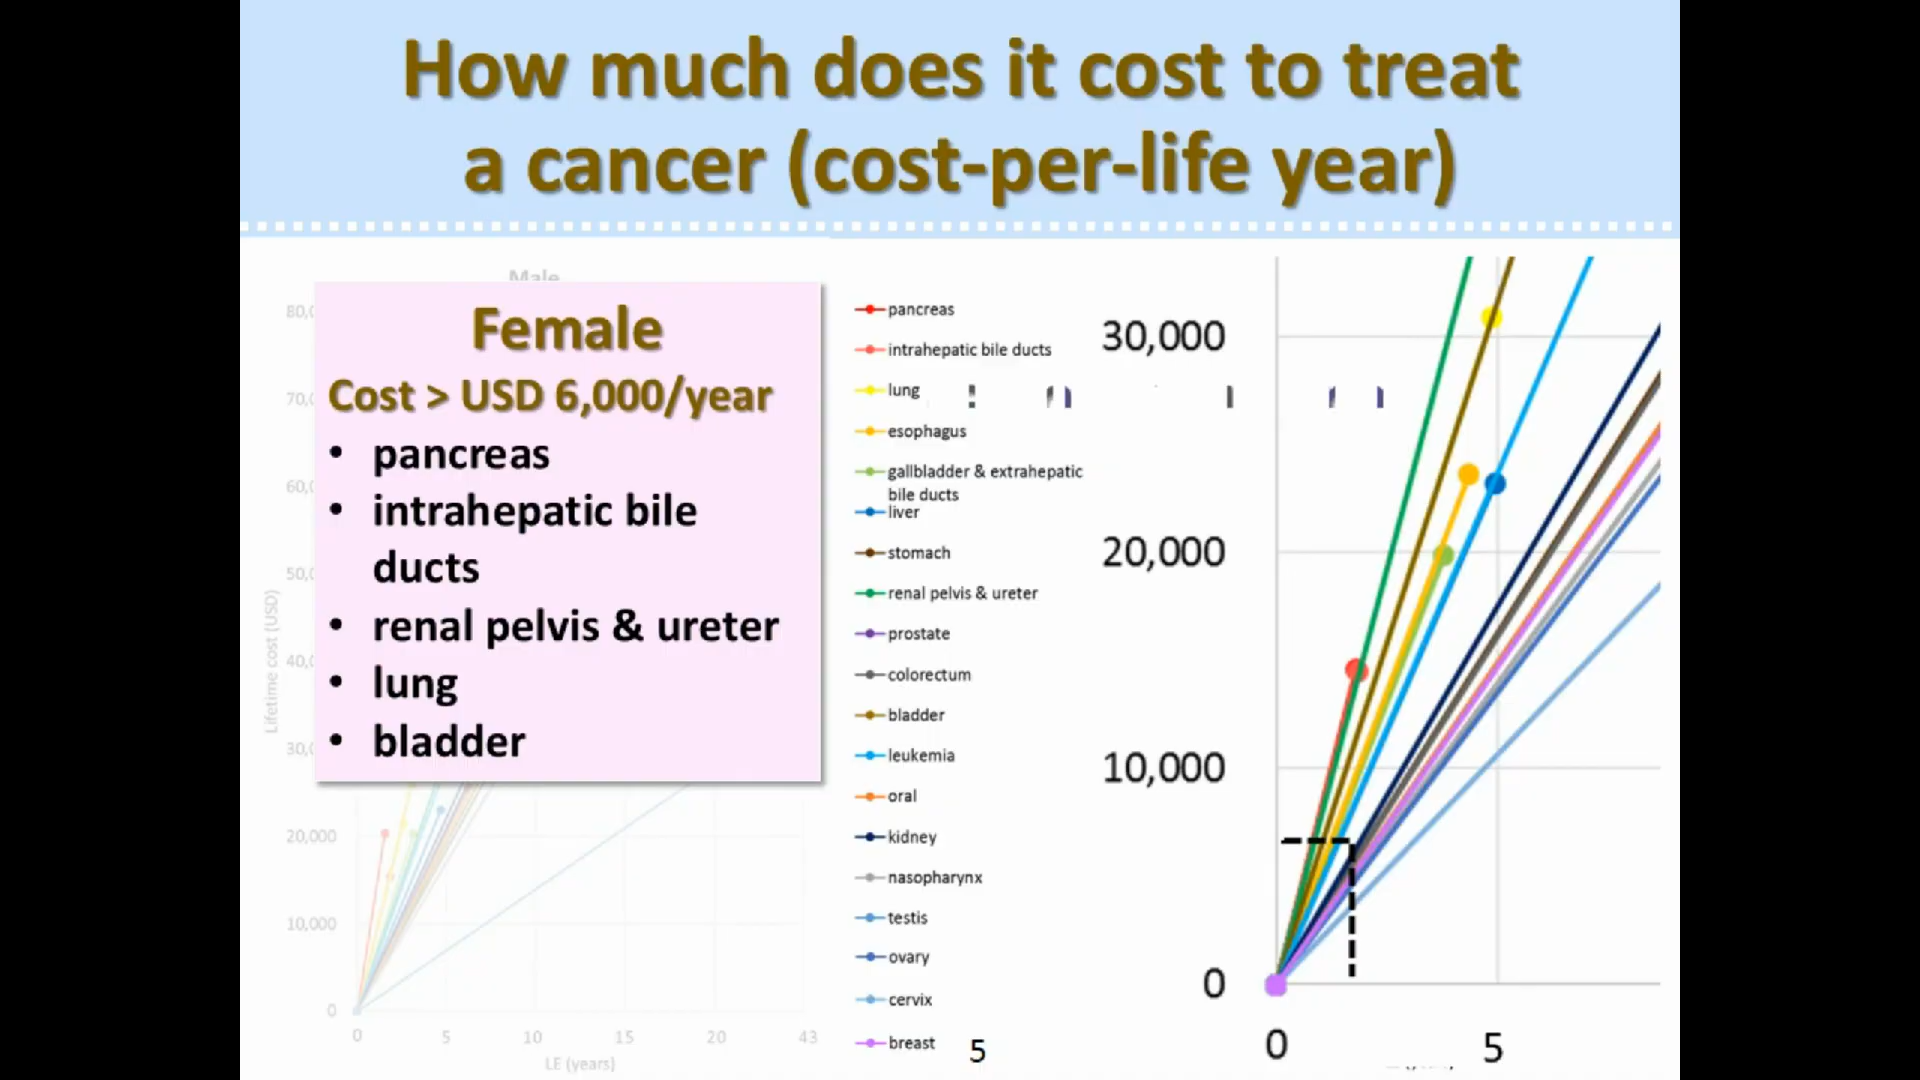 How much does it cost to treat
a cancer (cost-per-life year)
Male
Female
Cost > USD 6,000/year
• pancreas
• intrahepatic bile
ducts
• renal pelvis & ureter
• lung
• bladder
Lifetime cost (USD)
20,000
10,000
0
0 5 10 15 20 43
LE (years)
pancreas
intrahepatic bile ducts
lung
esophagus
gallbladder & extrahepatic
bile ducts
liver
stomach
renal pelvis & ureter
prostate
colorectum
bladder
leukemia
oral
kidney
nasopharynx
testis
ovary
cervix
breast
5
30,000
20,000
10,000
0
0 5